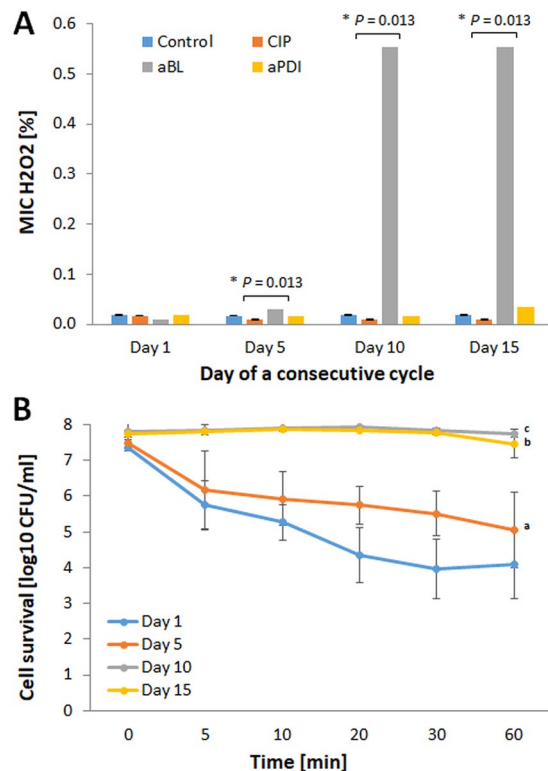 A
0.6
0.5
0.4
0.3
0.2
0.1
0.0
MIC H2O2 [%]
Control
CIP
aBL
aPDI
* P = 0.013
* P = 0.013
* P = 0.013
Day 1
Day 5
Day 10
Day 15
Day of a consecutive cycle
B
8
7
6
5
4
3
2
1
0
Cell survival [log10 CFU/ml]
c
b
a
Day 1
Day 5
Day 10
Day 15
0
5
10
20
30
60
Time [min]